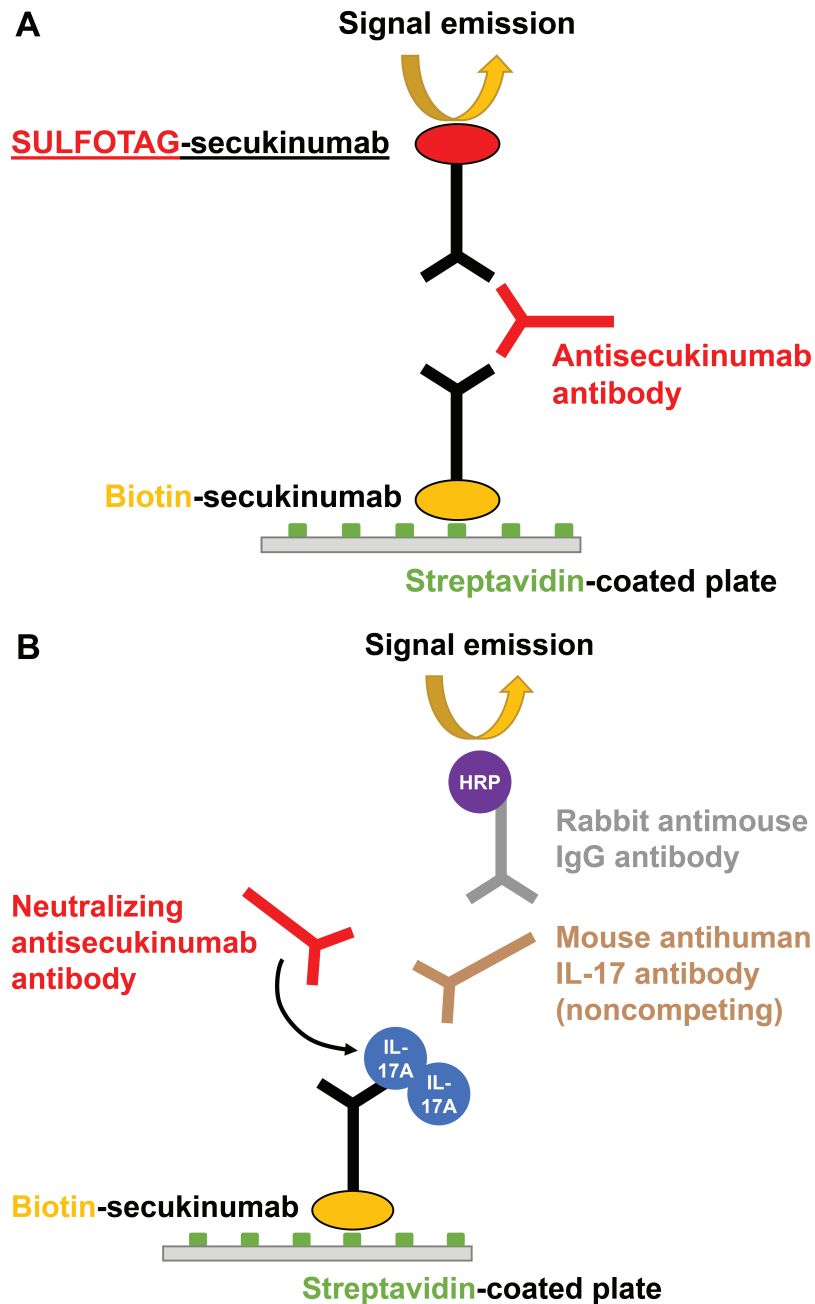 A
Signal emission
SULFOTAG-secukinumab
Antisecukinumab
antibody
Biotin-secukinumab
Streptavidin-coated plate
B
Signal emission
HRP
Rabbit antimouse
IgG antibody
Neutralizing
antisecukinumab
antibody
Mouse antihuman
IL-17 antibody
(noncompeting)
IL-
17A
IL-
17A
Biotin-secukinumab
Streptavidin-coated plate